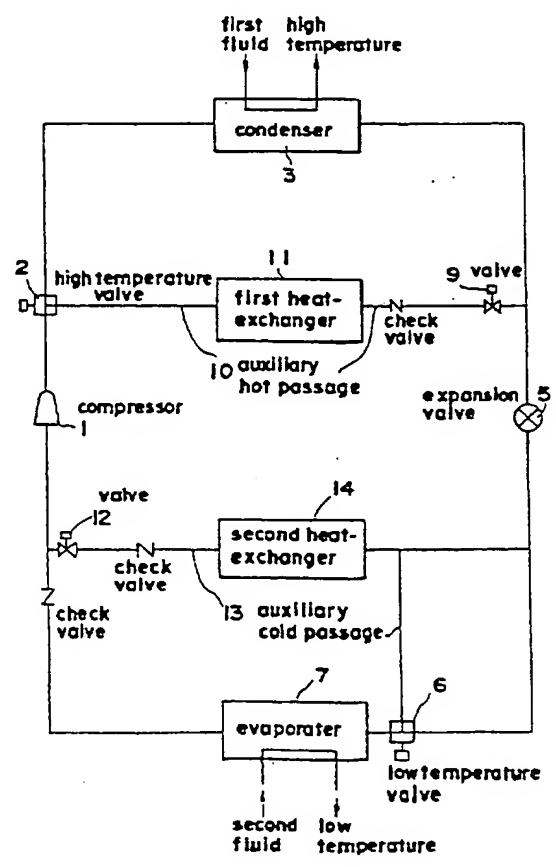 first high
fluid temperature
condenser
3
2
high temperature
valve
11
first heat-
exchanger
9 valve
check
valve
10 auxiliary
hot passage
compressor
1
expansion 5
valve
valve
12
14
second heat-
exchanger
check
valve
13 auxiliary
cold passage
check
valve
7
evaporater
6
low temperature
valve
second low
fluid temperature